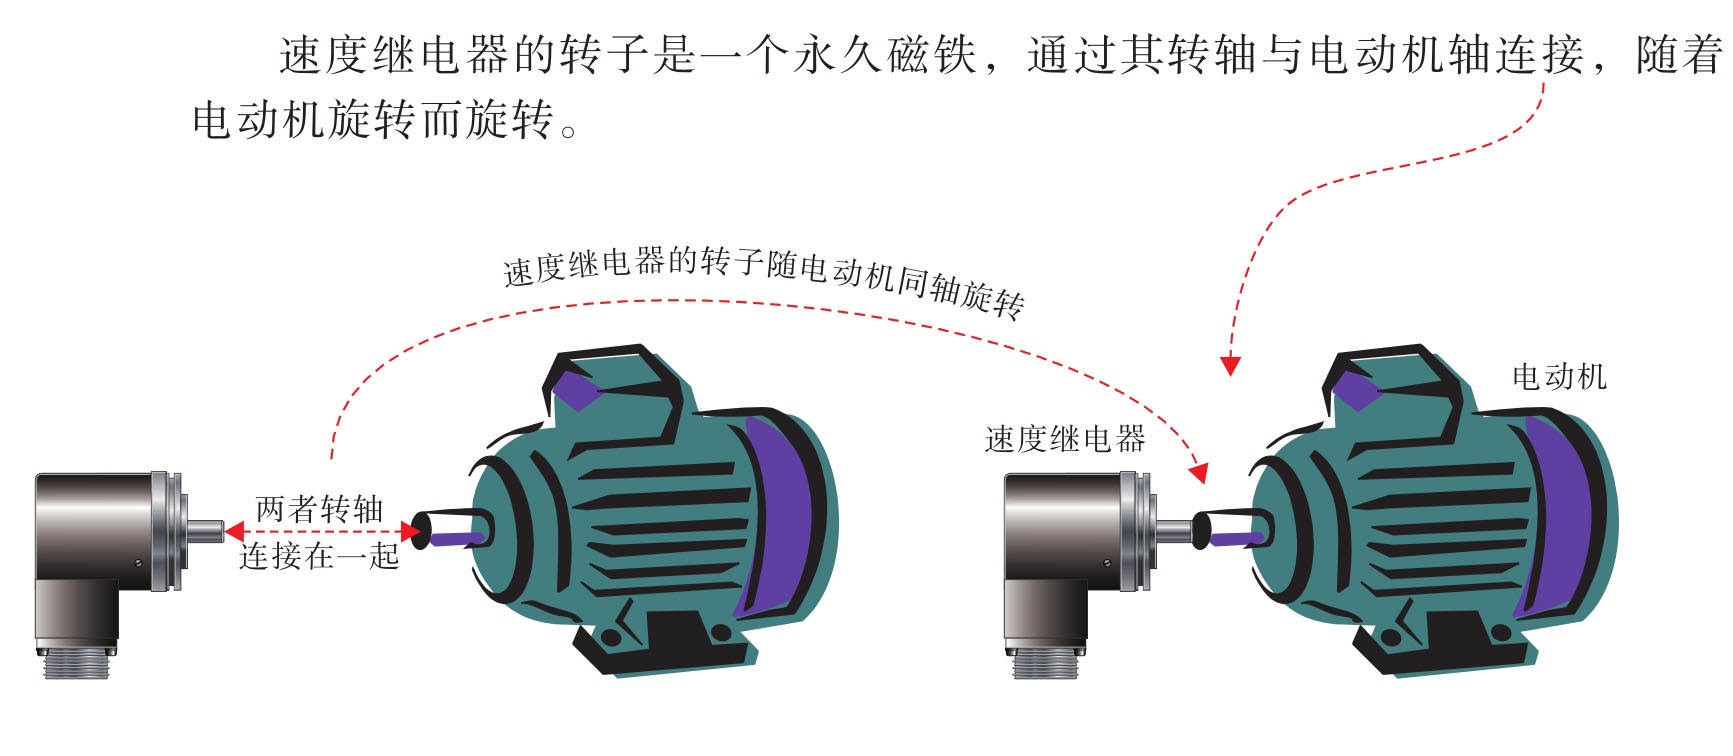 速度继电器的转子是一个永久磁铁，通过其转轴与电动机轴连接，随着
电动机旋转而旋转。
速度继电器的转子随电动机同轴旋转
电动机
速度继电器
两者转轴
连接在一起